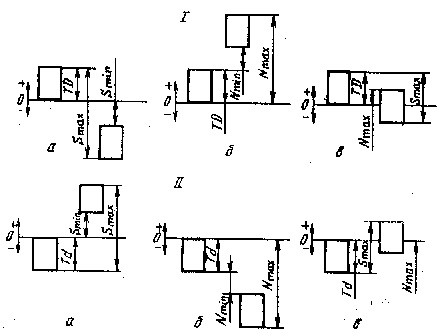 I
+
0
-
TD
Smax
Smin
а
+
0
-
TD
Nmin
Nmax
б
+
0
-
TD
Nmax
Smax
в
II
+
0
-
Td
Smin
Smax
а
+
0
-
Td
Nmin
Nmax
б
+
0
-
Td
Smax
Nmax
в